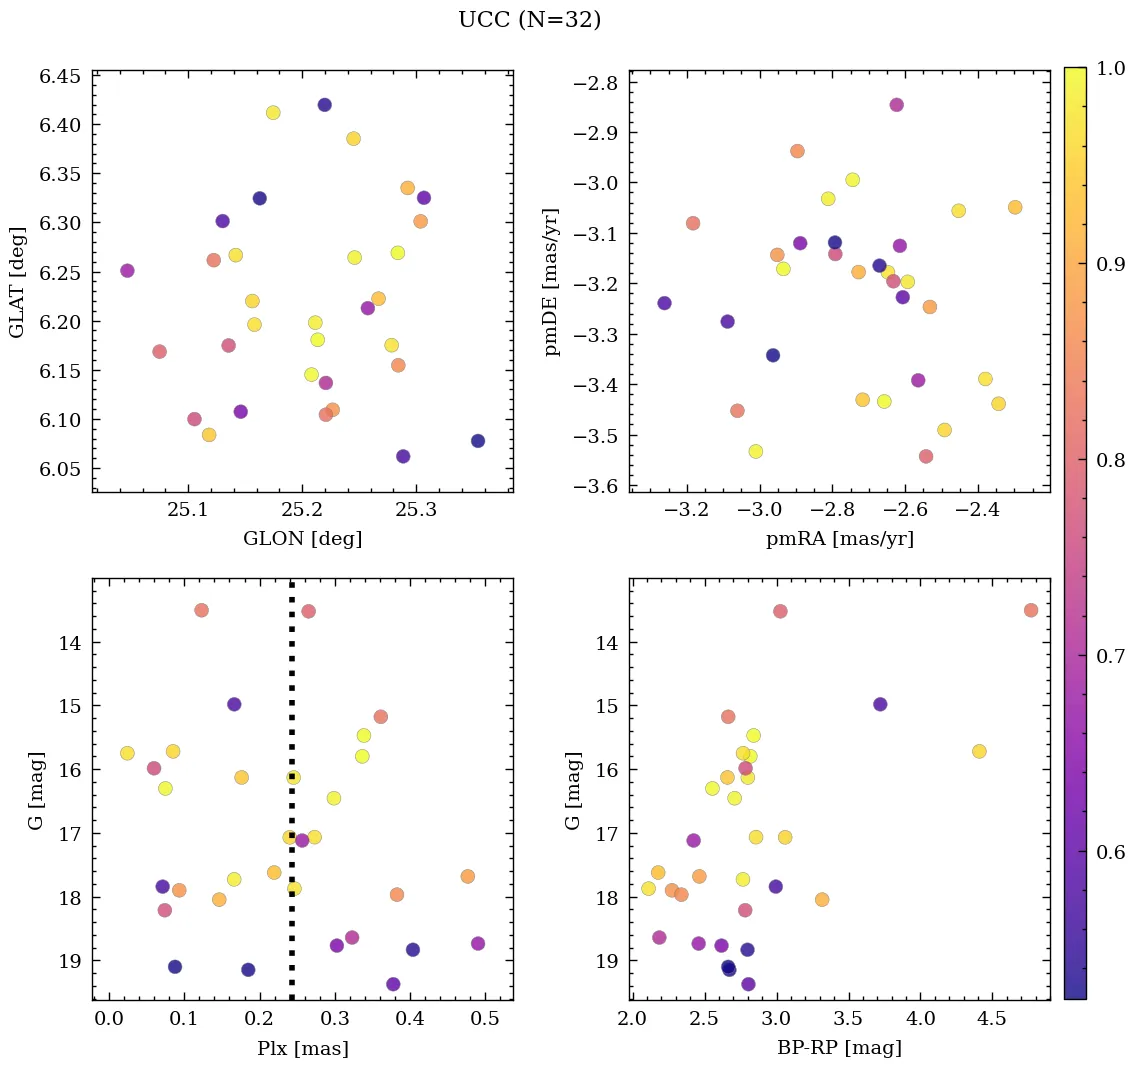 UCC (N=32)
6.45
6.40
6.35
6.30
6.25
6.20
6.15
6.10
6.05
GLAT [deg]
25.1 25.2 25.3
GLON [deg]
−2.8
−2.9
−3.0
−3.1
−3.2
−3.3
−3.4
−3.5
−3.6
pmDE [mas/yr]
−3.2 −3.0 −2.8 −2.6 −2.4
pmRA [mas/yr]
1.0
0.9
0.8
0.7
0.6
14
15
16
17
18
19
G [mag]
0.0 0.1 0.2 0.3 0.4 0.5
Plx [mas]
14
15
16
17
18
19
G [mag]
2.0 2.5 3.0 3.5 4.0 4.5
BP-RP [mag]